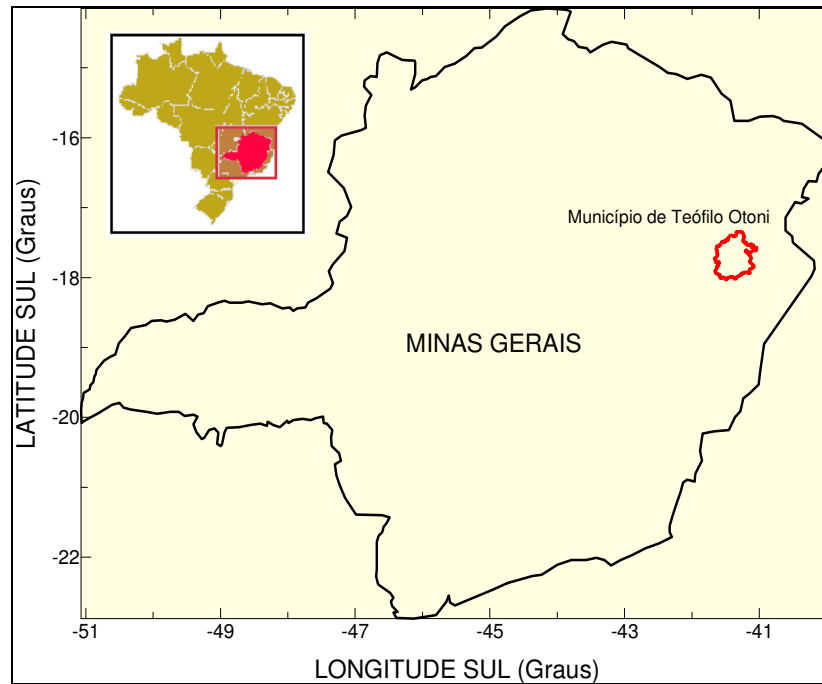 -16
Município de Teófilo Otoni
-18
MINAS GERAIS
LATITUDE SUL (Graus)
-20
-22
-51
-49
-47
-45
-43
-41
LONGITUDE SUL (Graus)